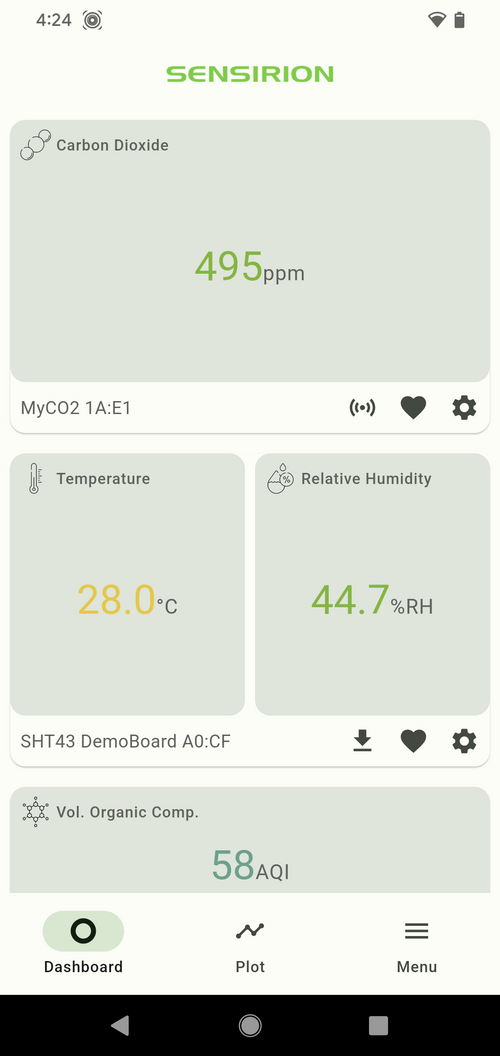 4:24
SENSIRION
Carbon Dioxide
495ppm
MyCO2 1A:E1
Temperature
28.0°C
Relative Humidity
%
44.7%RH
SHT43 DemoBoard A0:CF
Vol. Organic Comp.
58AQI
Dashboard
Plot
Menu